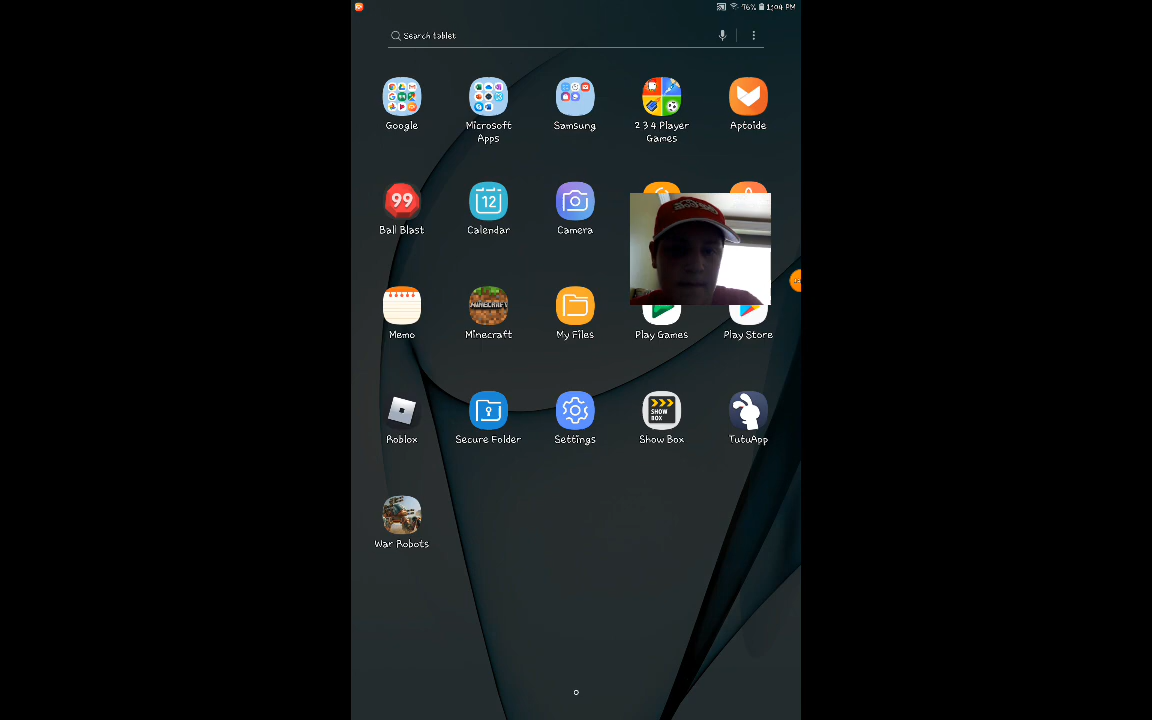 76% 1:04 PM
Search tablet
Google
Microsoft Apps
Samsung
2 3 4 Player Games
Aptoide
99
Ball Blast
12
Calendar
Camera
Memo
MINECRAFT
Minecraft
My Files
Play Games
Play Store
Roblox
Secure Folder
Settings
SHOW
BOX
Show Box
TutuApp
War Robots